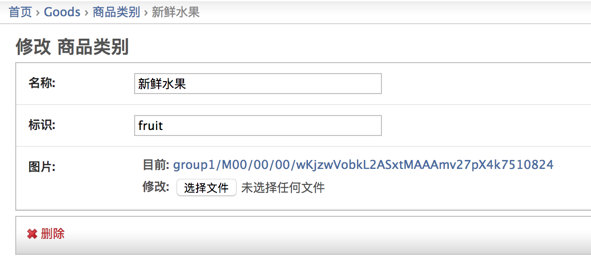 首页 › Goods › 商品类别 › 新鲜水果
修改 商品类别
名称: 新鲜水果
标识: fruit
图片: 目前: group1/M00/00/00/wKjzwVobkL2ASxtMAAAmv27pX4k7510824
修改: 选择文件 未选择任何文件
删除